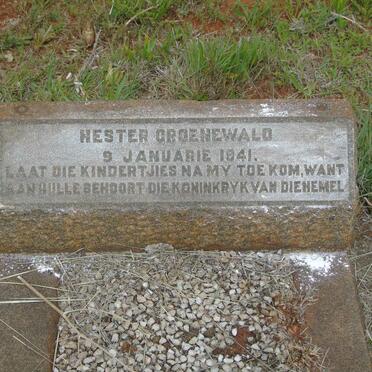 HESTER GROENEWALD
9 JANUARIE 1941.
LAAT DIE KINDERTJIES NA MY TOE KOM, WANT
AAN HULLE BEHOORT DIE KONINKRYK VAN DIE HEMEL